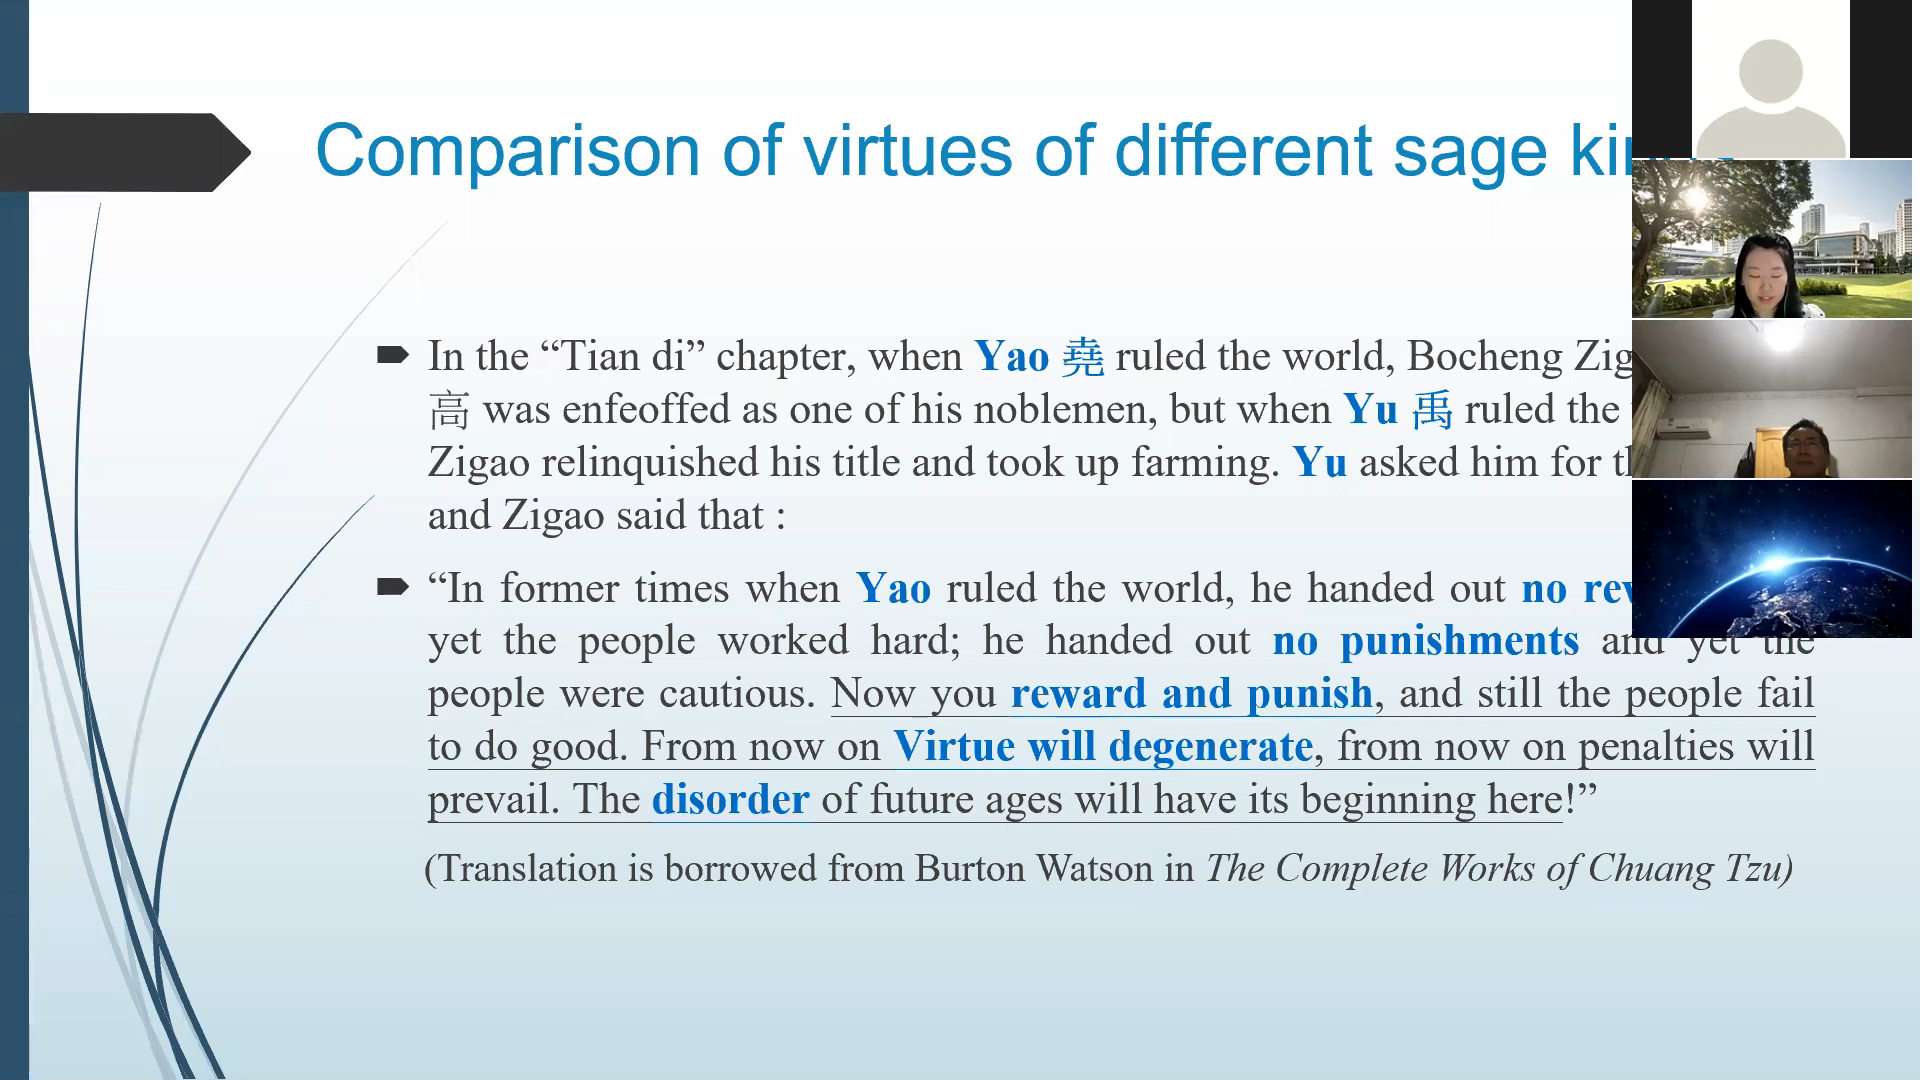 Comparison of virtues of different sage
In the “Tian di” chapter, when Yao 堯 ruled the world, Bocheng
高 was enfeoffed as one of his noblemen, but when Yu 禹 ruled the
Zigao relinquished his title and took up farming. Yu asked him for
and Zigao said that :
“In former times when Yao ruled the world, he handed out no
yet the people worked hard; he handed out no punishments and yet the
people were cautious. Now you reward and punish, and still the people fail
to do good. From now on Virtue will degenerate, from now on penalties will
prevail. The disorder of future ages will have its beginning here!”
(Translation is borrowed from Burton Watson in The Complete Works of Chuang Tzu)